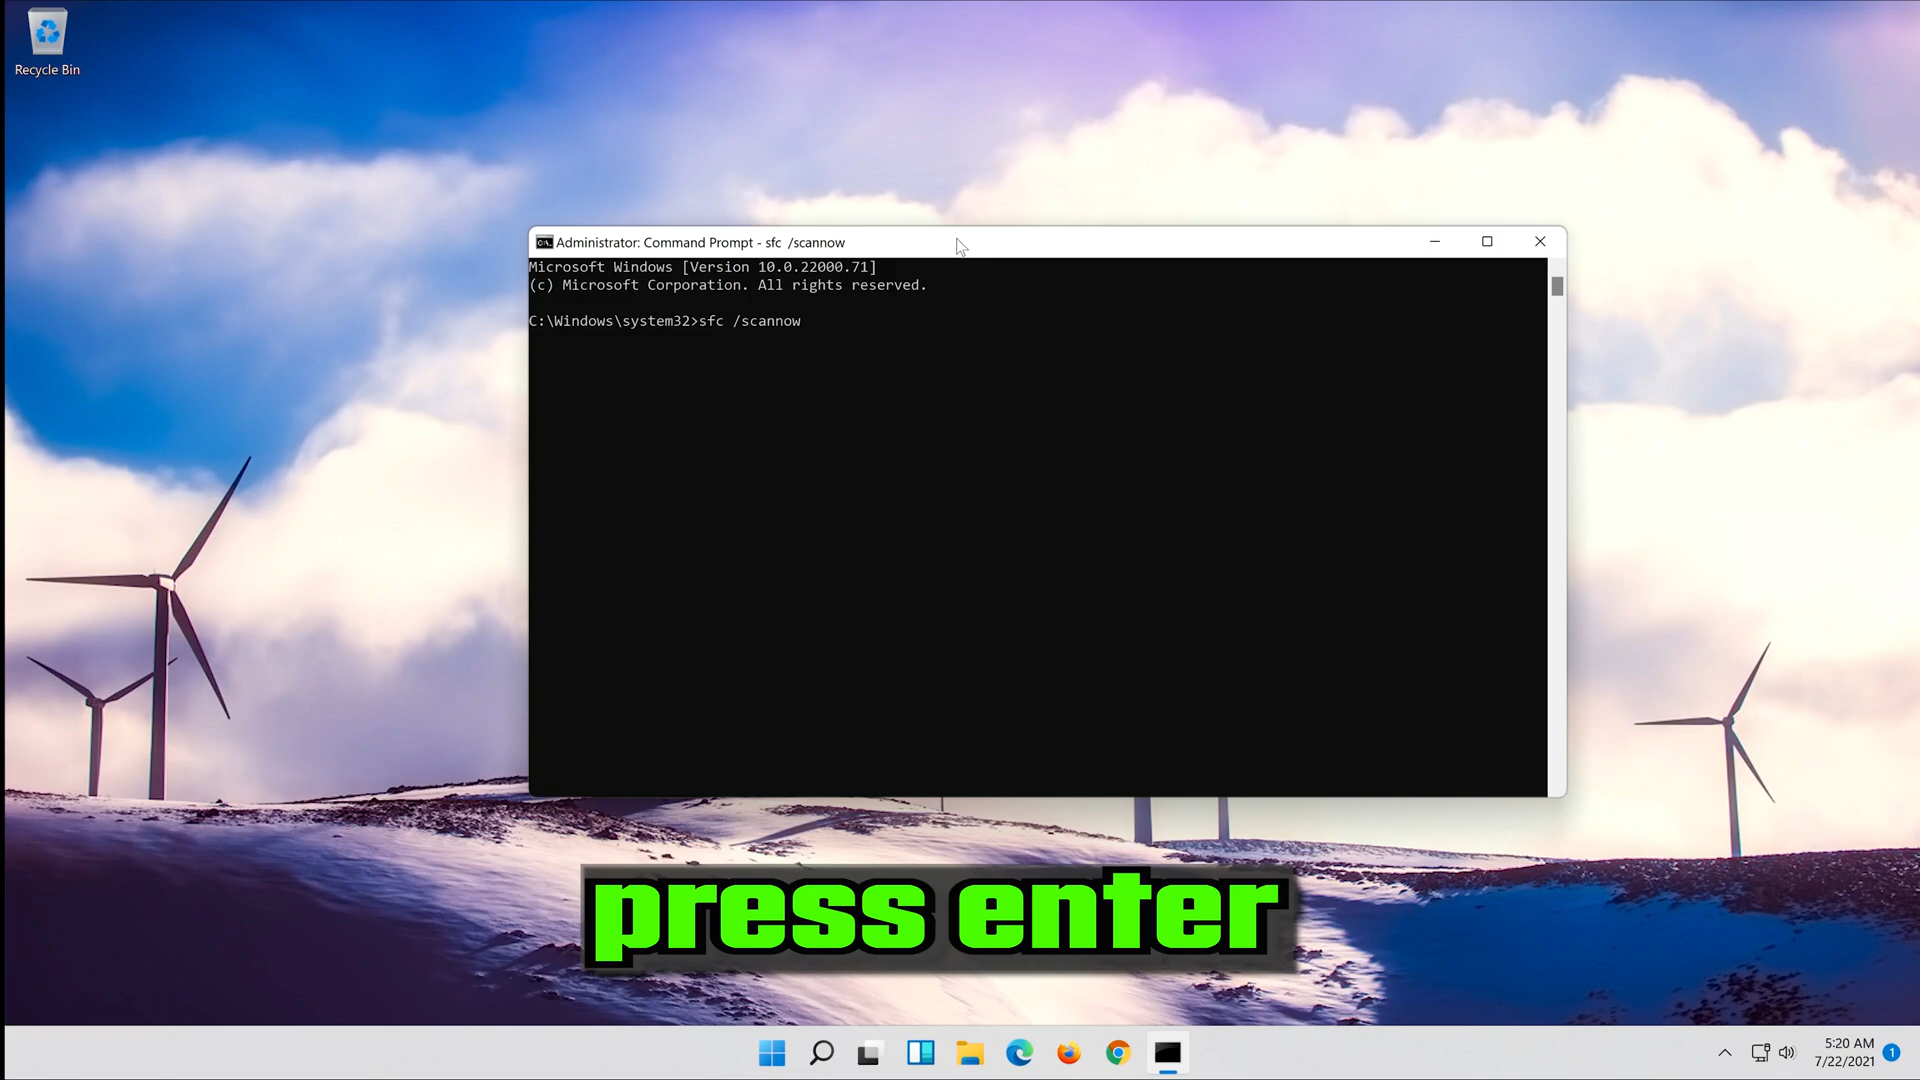 Recycle Bin
Administrator: Command Prompt - sfc  /scannow
Microsoft Windows [Version 10.0.22000.71]
(c) Microsoft Corporation. All rights reserved.
C:\Windows\system32>sfc /scannow
press enter
5:20 AM
7/22/2021
1